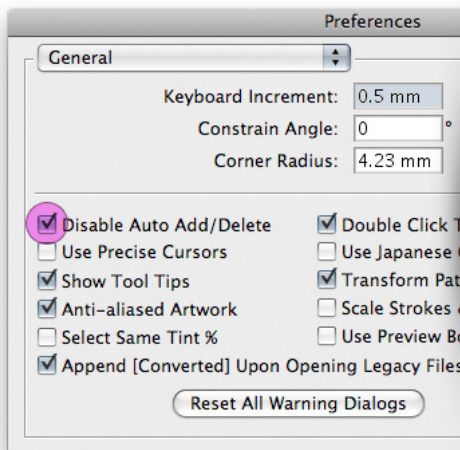 Preferences
General
Keyboard Increment: 0.5 mm
Constrain Angle: 0 °
Corner Radius: 4.23 mm
Disable Auto Add/Delete Double Click
Use Precise Cursors Use Japanese
Show Tool Tips Transform
Anti-aliased Artwork Scale Strokes
Select Same Tint % Use Preview
Append [Converted] Upon Opening Legacy Files
Reset All Warning Dialogs